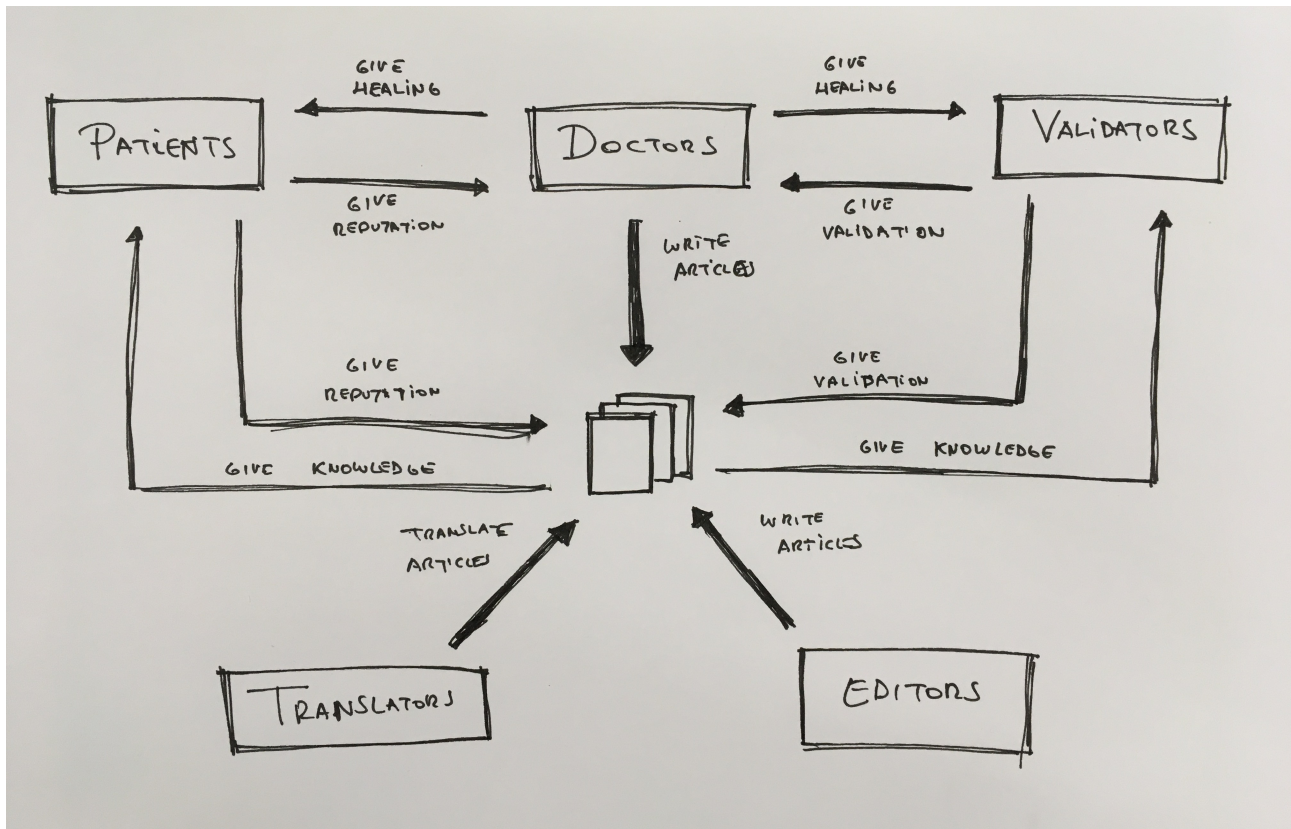 GIVE
HEALING
GIVE
HEALING
PATIENTS
DOCTORS
VALIDATORS
GIVE
REPUTATION
GIVE
VALIDATION
WRITE
ARTICLES
GIVE
REPUTATION
GIVE
VALIDATION
GIVE KNOWLEDGE
GIVE KNOWLEDGE
TRANSLATE
ARTICLES
WRITE
ARTICLES
TRANSLATORS
EDITORS